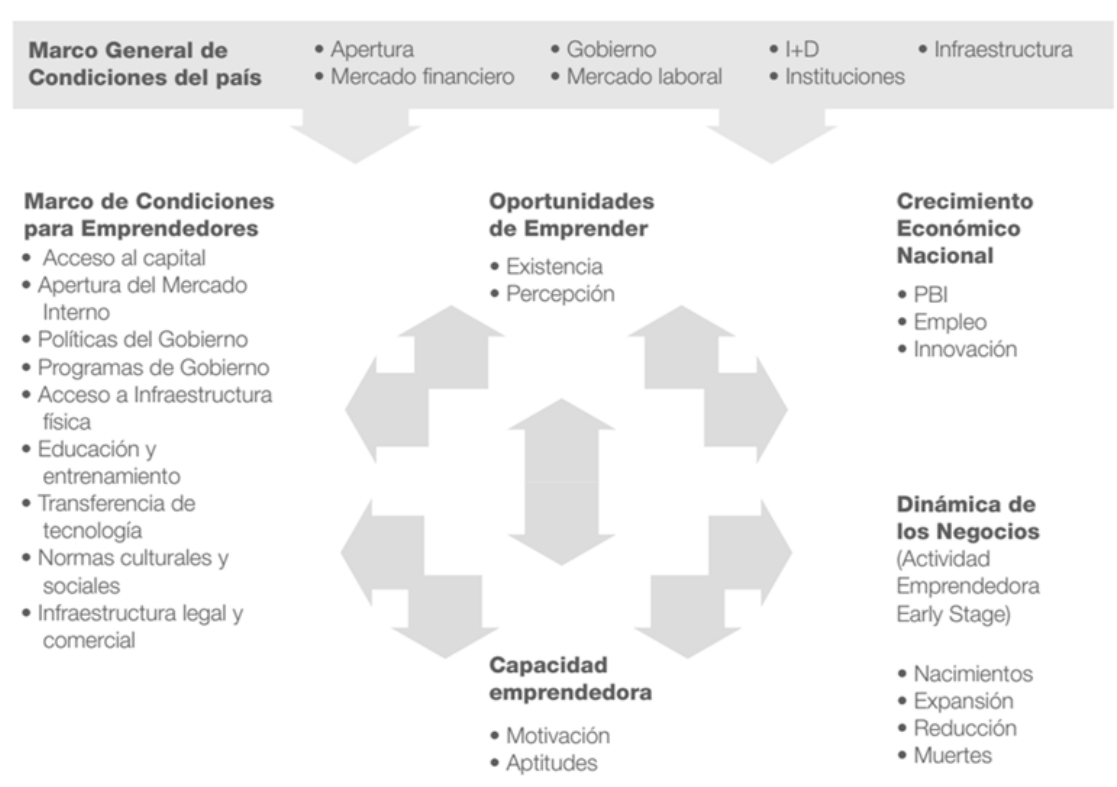 Marco General de
Condiciones del país
• Apertura
• Mercado financiero
• Gobierno
• Mercado laboral
• I+D
• Instituciones
• Infraestructura
Marco de Condiciones
para Emprendedores
• Acceso al capital
• Apertura del Mercado
Interno
• Políticas del Gobierno
• Programas de Gobierno
• Acceso a Infraestructura
física
• Educación y
entrenamiento
• Transferencia de
tecnología
• Normas culturales y
sociales
• Infraestructura legal y
comercial
Oportunidades
de Emprender
• Existencia
• Percepción
Capacidad
emprendedora
• Motivación
• Aptitudes
Crecimiento
Económico
Nacional
• PBI
• Empleo
• Innovación
Dinámica de
los Negocios
(Actividad
Emprendedora
Early Stage)
• Nacimientos
• Expansión
• Reducción
• Muertes